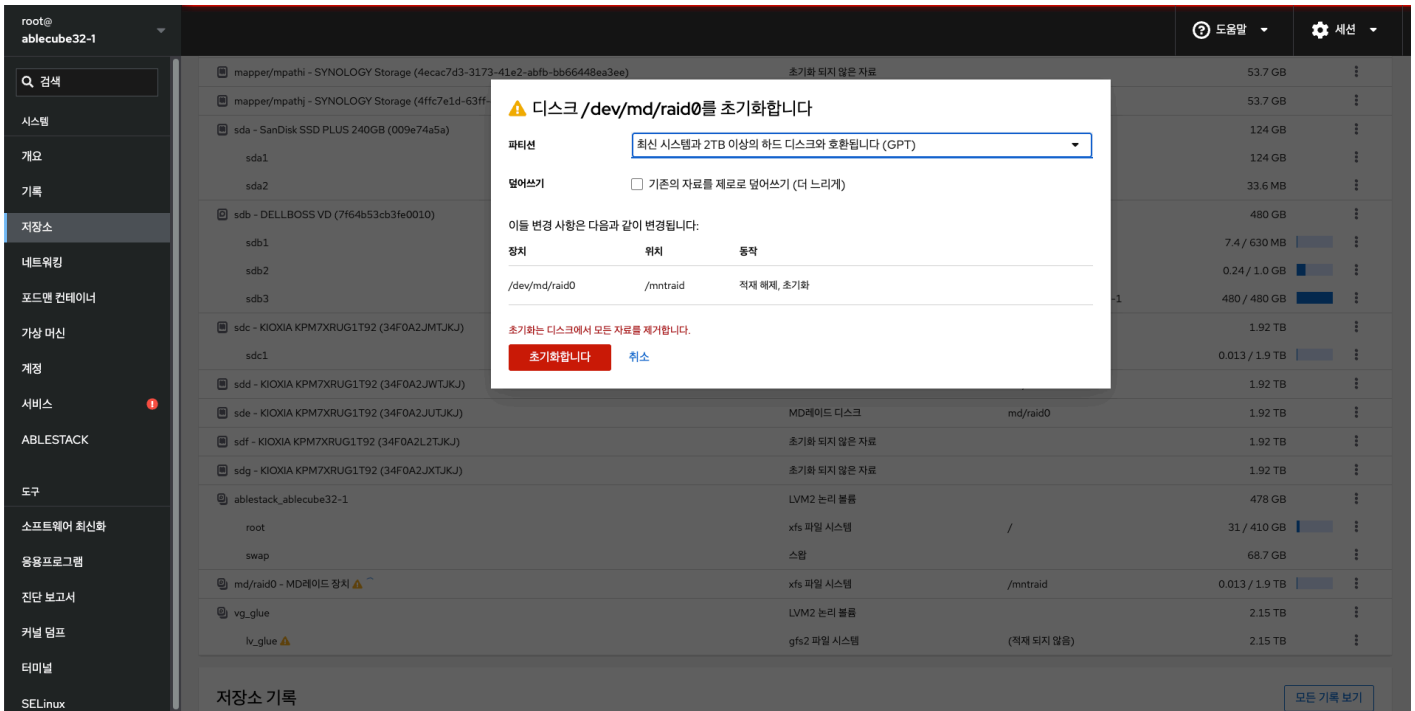 root@
ablecube32-1
도움말
세션
검색
시스템
개요
기록
저장소
네트워킹
포드맨 컨테이너
가상 머신
계정
서비스
ABLESTACK
도구
소프트웨어 최신화
응용프로그램
진단 보고서
커널 덤프
터미널
SELinux
mapper/mpathi - SYNOLOGY Storage (4ecac7d3-3173-41e2-abfb-bb66448ea3ee) 초기화 되지 않은 자료 53.7 GB
mapper/mpathj - SYNOLOGY Storage (4ffc7e1d-63ff- 53.7 GB
sda - SanDisk SSD PLUS 240GB (009e74a5a) 124 GB
sda1 124 GB
sda2 33.6 MB
sdb - DELLBOSS VD (7f64b53cb3fe0010) 480 GB
sdb1 7.4 / 630 MB
sdb2 0.24 / 1.0 GB
sdb3 -1 480 / 480 GB
sdc - KIOXIA KPM7XRUG1T92 (34F0A2JMTJKJ) 1.92 TB
sdc1 0.013 / 1.9 TB
sdd - KIOXIA KPM7XRUG1T92 (34F0A2JWTJKJ) 1.92 TB
sde - KIOXIA KPM7XRUG1T92 (34F0A2JUTJKJ) MD레이드 디스크 md/raid0 1.92 TB
sdf - KIOXIA KPM7XRUG1T92 (34F0A2L2TJKJ) 초기화 되지 않은 자료 1.92 TB
sdg - KIOXIA KPM7XRUG1T92 (34F0A2JXTJKJ) 초기화 되지 않은 자료 1.92 TB
ablestack_ablecube32-1 LVM2 논리 볼륨 478 GB
root xfs 파일 시스템 / 31 / 410 GB
swap 스왑 68.7 GB
md/raid0 - MD레이드 장치 xfs 파일 시스템 /mntraid 0.013 / 1.9 TB
vg_glue LVM2 논리 볼륨 2.15 TB
lv_glue gfs2 파일 시스템 (적재 되지 않음) 2.15 TB
저장소 기록
모든 기록 보기
디스크 /dev/md/raid0를 초기화합니다
파티션 최신 시스템과 2TB 이상의 하드 디스크와 호환됩니다 (GPT)
덮어쓰기 기존의 자료를 제로로 덮어쓰기 (더 느리게)
이들 변경 사항은 다음과 같이 변경됩니다:
장치 위치 동작
/dev/md/raid0 /mntraid 적재 해제, 초기화
초기화는 디스크에서 모든 자료를 제거합니다.
초기화합니다 취소